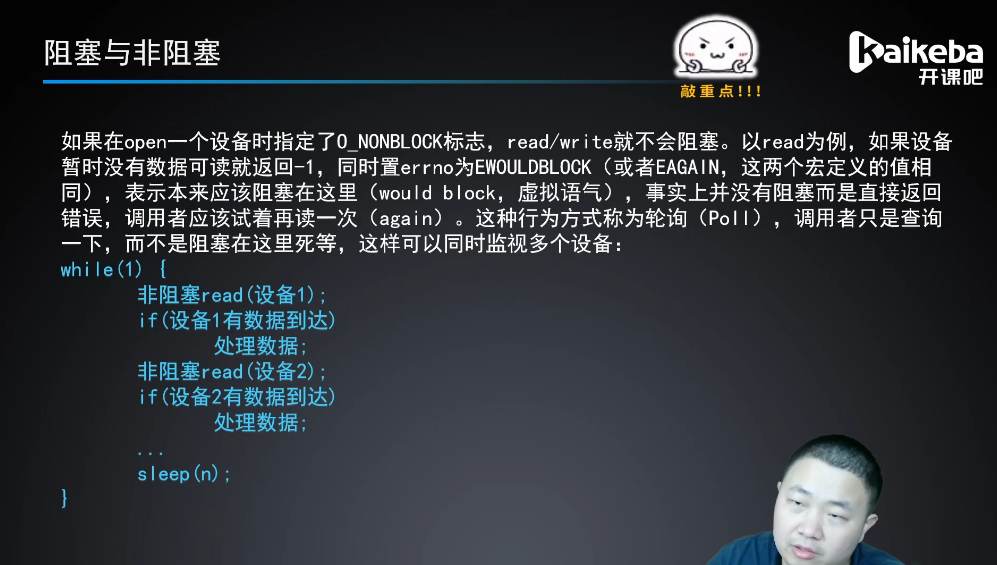 阻塞与非阻塞
敲重点!!!
Kaikeba
开课吧
如果在open一个设备时指定了O_NONBLOCK标志，read/write就不会阻塞。以read为例，如果设备
暂时没有数据可读就返回-1，同时置errno为EWOULDBLOCK（或者EAGAIN，这两个宏定义的值相
同），表示本来应该阻塞在这里（would block，虚拟语气），事实上并没有阻塞而是直接返回
错误，调用者应该试着再读一次（again）。这种行为方式称为轮询（Poll），调用者只是查询
一下，而不是阻塞在这里死等，这样可以同时监视多个设备：
while(1) {
非阻塞read(设备1);
if(设备1有数据到达)
处理数据;
非阻塞read(设备2);
if(设备2有数据到达)
处理数据;
...
sleep(n);
}